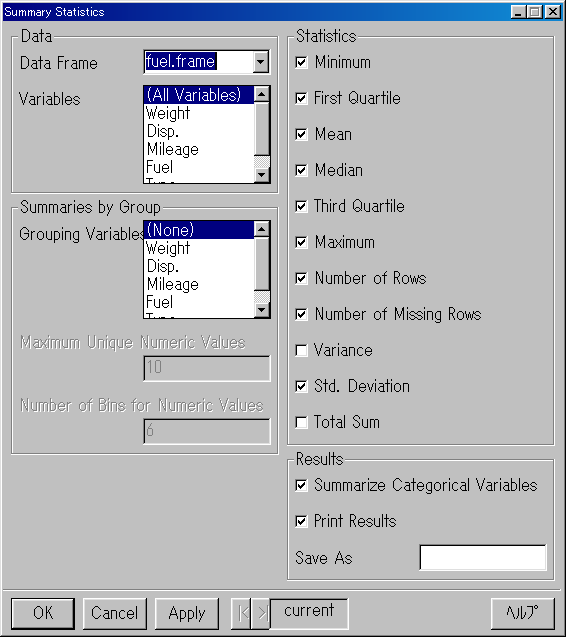 Summary Statistics
Data
Data Frame
fuel.frame
Variables
(All Variables)
Weight
Disp.
Mileage
Fuel
Summaries by Group
Grouping Variables
(None)
Weight
Disp.
Mileage
Fuel
Maximum Unique Numeric Values
10
Number of Bins for Numeric Values
6
Statistics
Minimum
First Quartile
Mean
Median
Third Quartile
Maximum
Number of Rows
Number of Missing Rows
Variance
Std. Deviation
Total Sum
Results
Summarize Categorical Variables
Print Results
Save As
OK
Cancel
Apply
current
ヘルプ